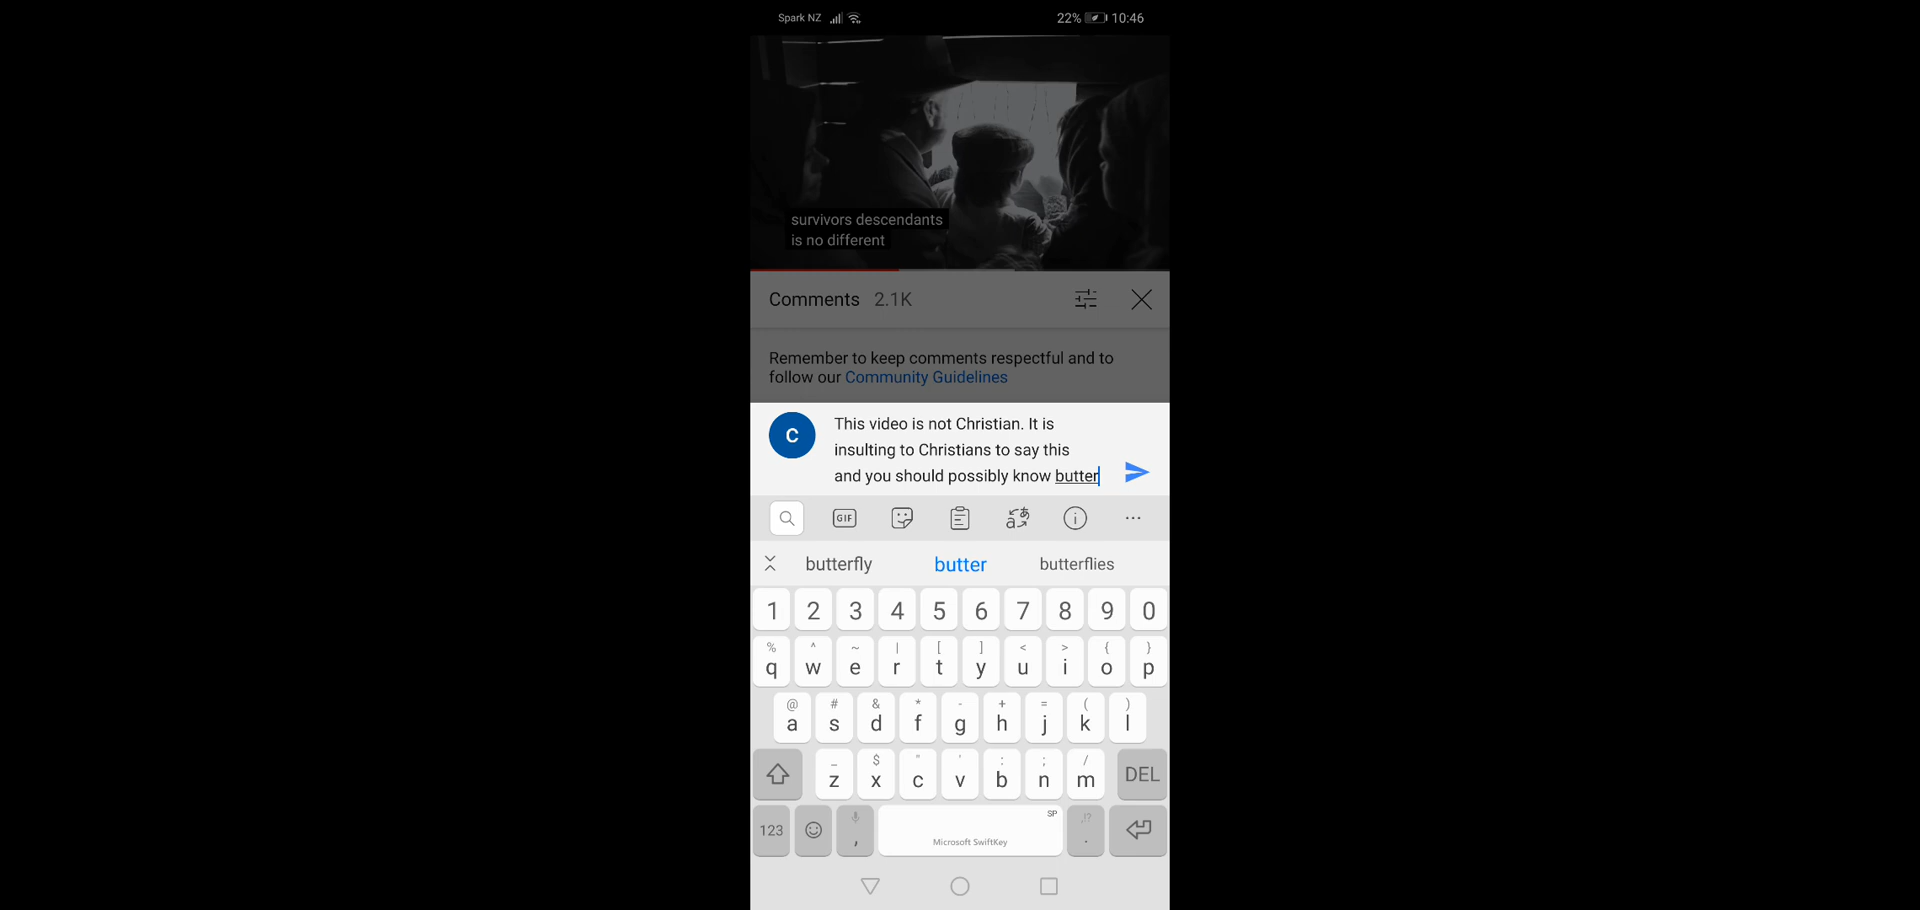 Spark NZ 22% 10:46
survivors descendants
is no different
Comments 2.1K
Remember to keep comments respectful and to
follow our Community Guidelines
C
This video is not Christian. It is
insulting to Christians to say this
and you should possibly know butter
GIF
butterfly butter butterflies
1 2 3 4 5 6 7 8 9 0
% ^ ~ | [ ] < > { }
q w e r t y u i o p
@ # & * - + = ( )
a s d f g h j k l
_ $ " ' : ; /
z x c v b n m DEL
SP ,!?
123 , .
Microsoft SwiftKey